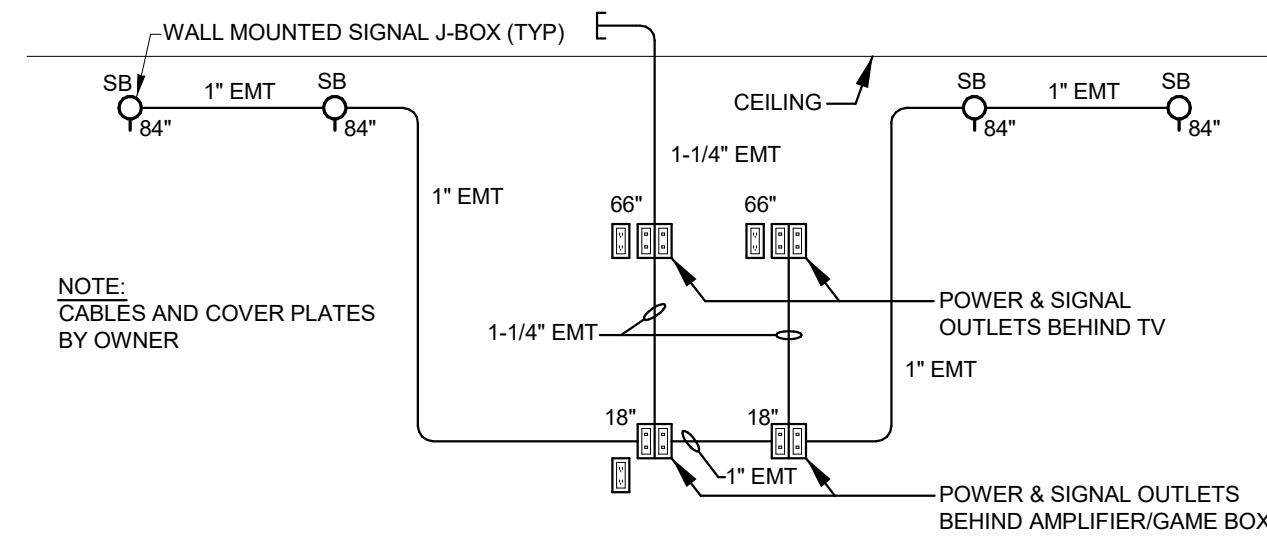 WALL MOUNTED SIGNAL J-BOX (TYP)
SB
1" EMT
SB
84"
84"
CEILING
SB
1" EMT
SB
84"
84"
1-1/4" EMT
1" EMT
66"
66"
NOTE:
CABLES AND COVER PLATES
BY OWNER
POWER & SIGNAL
OUTLETS BEHIND TV
1-1/4" EMT
1" EMT
18"
18"
1" EMT
POWER & SIGNAL OUTLETS
BEHIND AMPLIFIER/GAME BOX